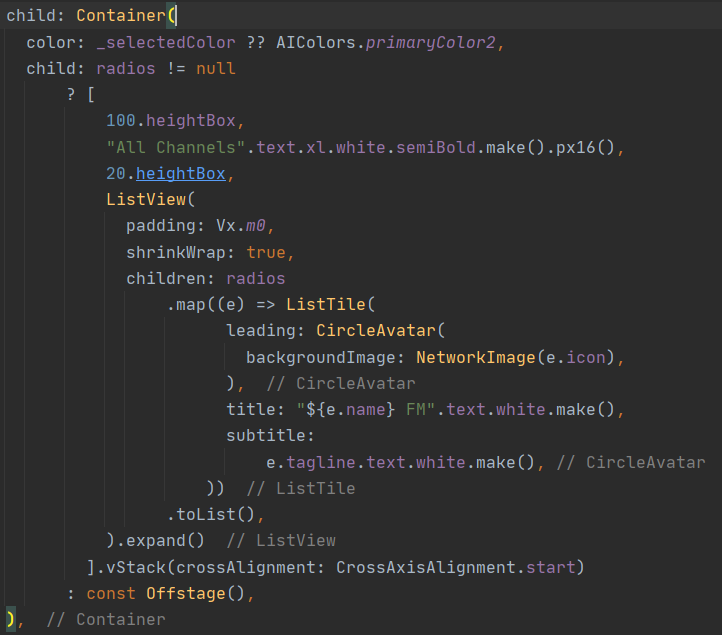 child: Container(
color: _selectedColor ?? AIColors.primaryColor2,
child: radios != null
? [
100.heightBox,
"All Channels".text.xl.white.semiBold.make().px16(),
20.heightBox,
ListView(
padding: Vx.m0,
shrinkWrap: true,
children: radios
.map((e) => ListTile(
leading: CircleAvatar(
backgroundImage: NetworkImage(e.icon),
), // CircleAvatar
title: "${e.name} FM".text.white.make(),
subtitle:
e.tagline.text.white.make(), // CircleAvatar
)) // ListTile
.toList(),
).expand() // ListView
].vStack(crossAlignment: CrossAxisAlignment.start)
: const Offstage(),
), // Container